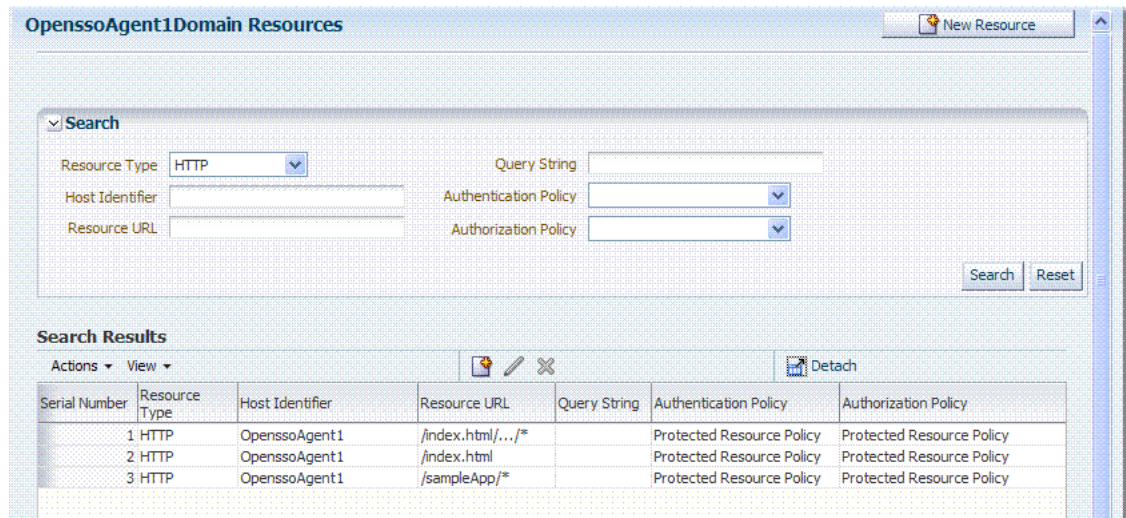 OpenssoAgent1Domain Resources
New Resource
Search
Resource Type HTTP
Query String
Host Identifier
Authentication Policy
Resource URL
Authorization Policy
Search Reset
Search Results
Actions View Detach
Serial Number Resource Type Host Identifier Resource URL Query String Authentication Policy Authorization Policy
1 HTTP OpenssoAgent1 /index.html/.../* Protected Resource Policy Protected Resource Policy
2 HTTP OpenssoAgent1 /index.html Protected Resource Policy Protected Resource Policy
3 HTTP OpenssoAgent1 /sampleApp/* Protected Resource Policy Protected Resource Policy